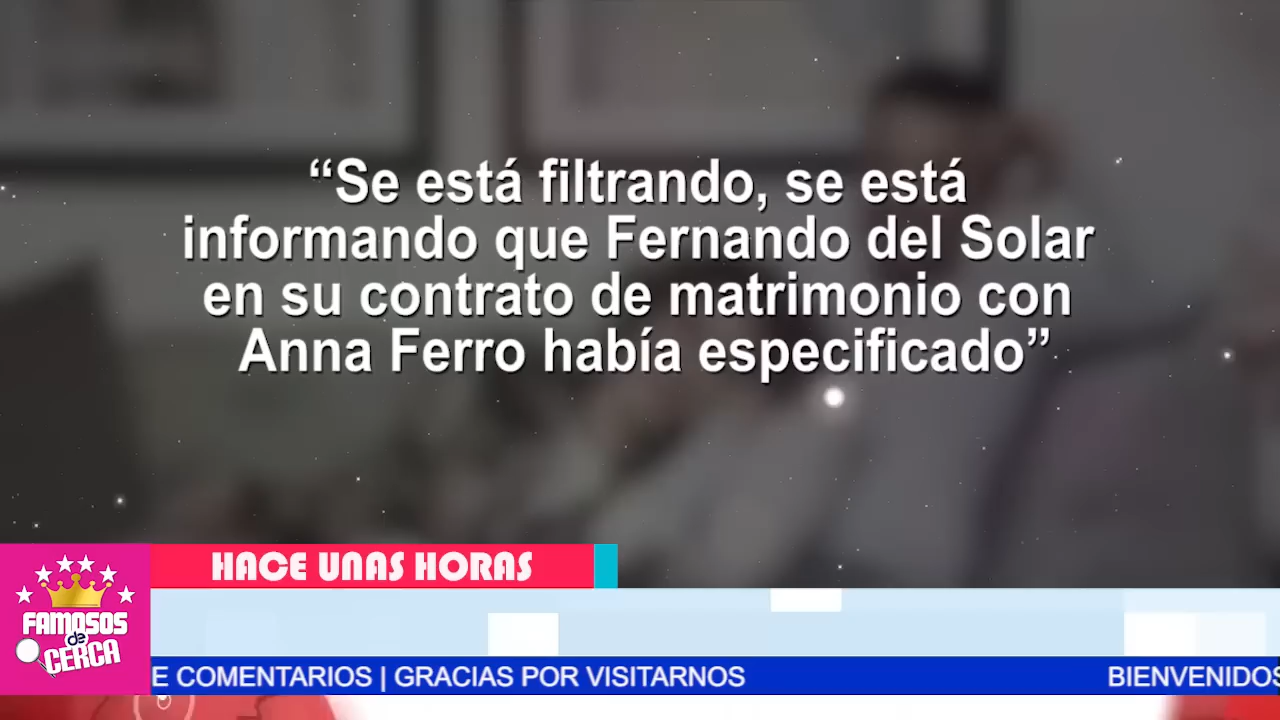 “Se está filtrando, se está
informando que Fernando del Solar
en su contrato de matrimonio con
Anna Ferro había especificado”
HACE UNAS HORAS
FAMOSOS
de
CERCA
E COMENTARIOS | GRACIAS POR VISITARNOS
BIENVENIDOS